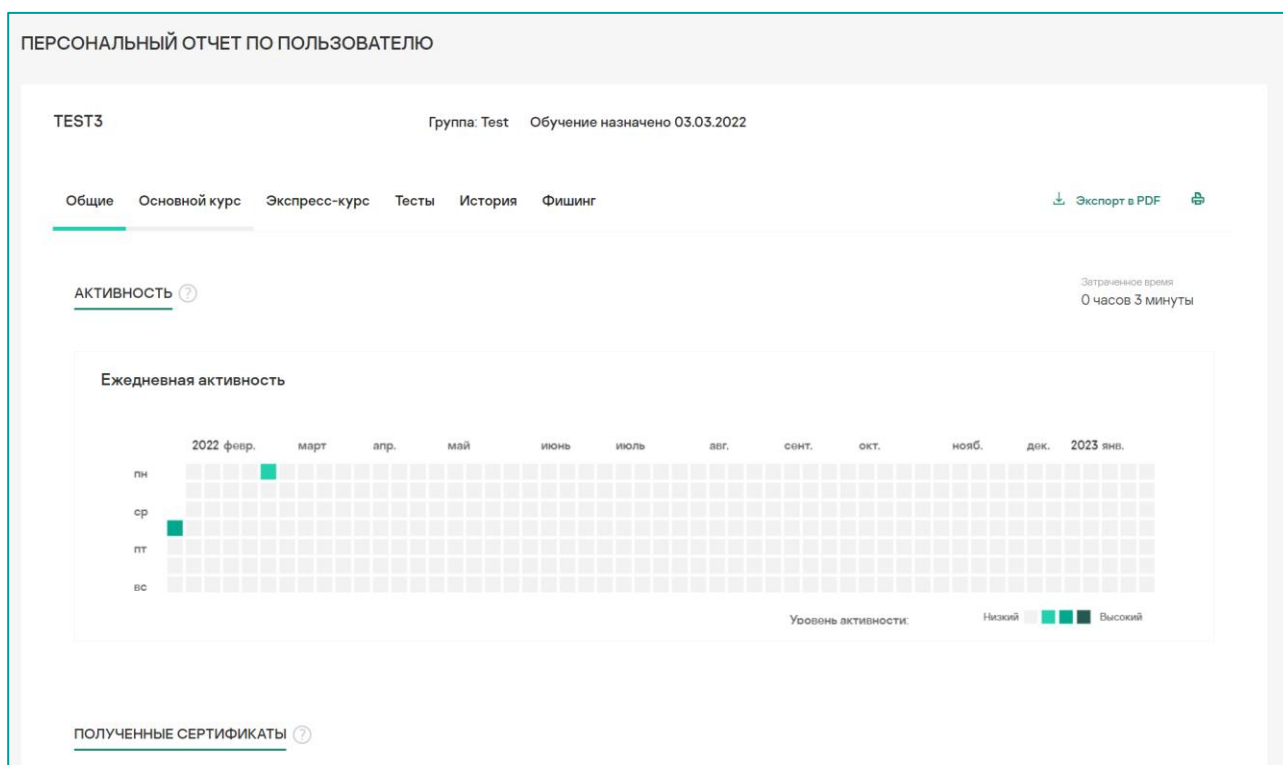 ПЕРСОНАЛЬНЫЙ ОТЧЕТ ПО ПОЛЬЗОВАТЕЛЮ
TEST3 Группа: Test Обучение назначено 03.03.2022
Общие Основной курс Экспресс-курс Тесты История Фишинг Экспорт в PDF
АКТИВНОСТЬ ? Затраченное время
0 часов 3 минуты
Ежедневная активность
2022 февр. март апр. май июнь июль авг. сент. окт. нояб. дек. 2023 янв.
пн
ср
пт
вс
Уровень активности: Низкий Высокий
ПОЛУЧЕННЫЕ СЕРТИФИКАТЫ ?